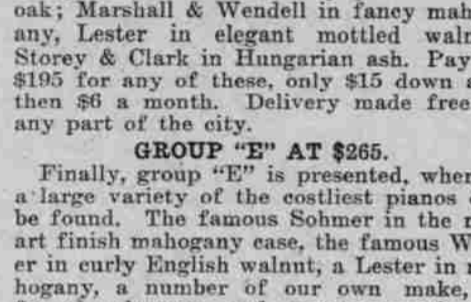 oak; Marshall & Wendell in fancy mah
any, Lester in elegant mottled waln
Storey & Clark in Hungarian ash. Pay
$195 for any of these, only $15 down a
then $6 a month. Delivery made free
any part of the city.
GROUP "E" AT $265.
Finally, group "E" is presented, wher
a large variety of the costliest pianos
be found. The famous Sohmer in the
art finish mahogany case, the famous W
er in curly English walnut, a Lester in
hogany, a number of our own make,